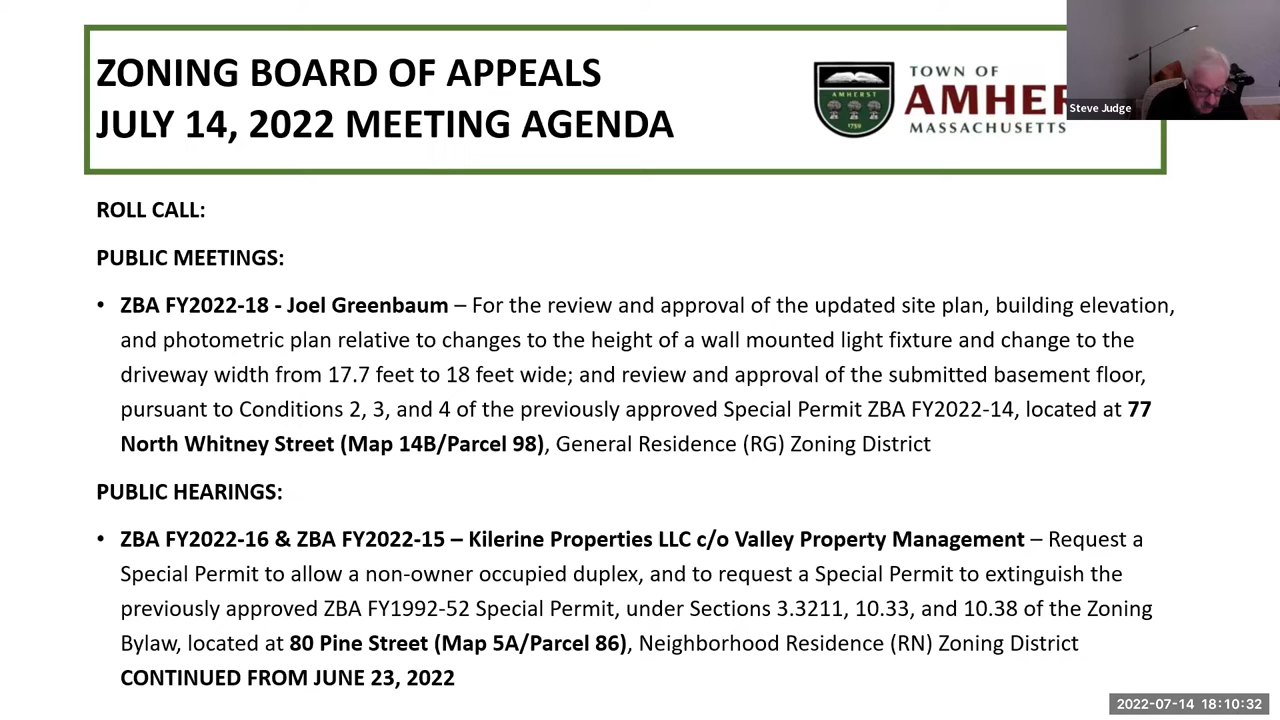 ZONING BOARD OF APPEALS
JULY 14, 2022 MEETING AGENDA
AMHERST
1759
TOWN OF
AMHER
MASSACHUSETTS
Steve Judge
ROLL CALL:
PUBLIC MEETINGS:
• ZBA FY2022-18 - Joel Greenbaum – For the review and approval of the updated site plan, building elevation,
and photometric plan relative to changes to the height of a wall mounted light fixture and change to the
driveway width from 17.7 feet to 18 feet wide; and review and approval of the submitted basement floor,
pursuant to Conditions 2, 3, and 4 of the previously approved Special Permit ZBA FY2022-14, located at 77
North Whitney Street (Map 14B/Parcel 98), General Residence (RG) Zoning District
PUBLIC HEARINGS:
• ZBA FY2022-16 & ZBA FY2022-15 – Kilerine Properties LLC c/o Valley Property Management – Request a
Special Permit to allow a non-owner occupied duplex, and to request a Special Permit to extinguish the
previously approved ZBA FY1992-52 Special Permit, under Sections 3.3211, 10.33, and 10.38 of the Zoning
Bylaw, located at 80 Pine Street (Map 5A/Parcel 86), Neighborhood Residence (RN) Zoning District
CONTINUED FROM JUNE 23, 2022
2022-07-14 18:10:32